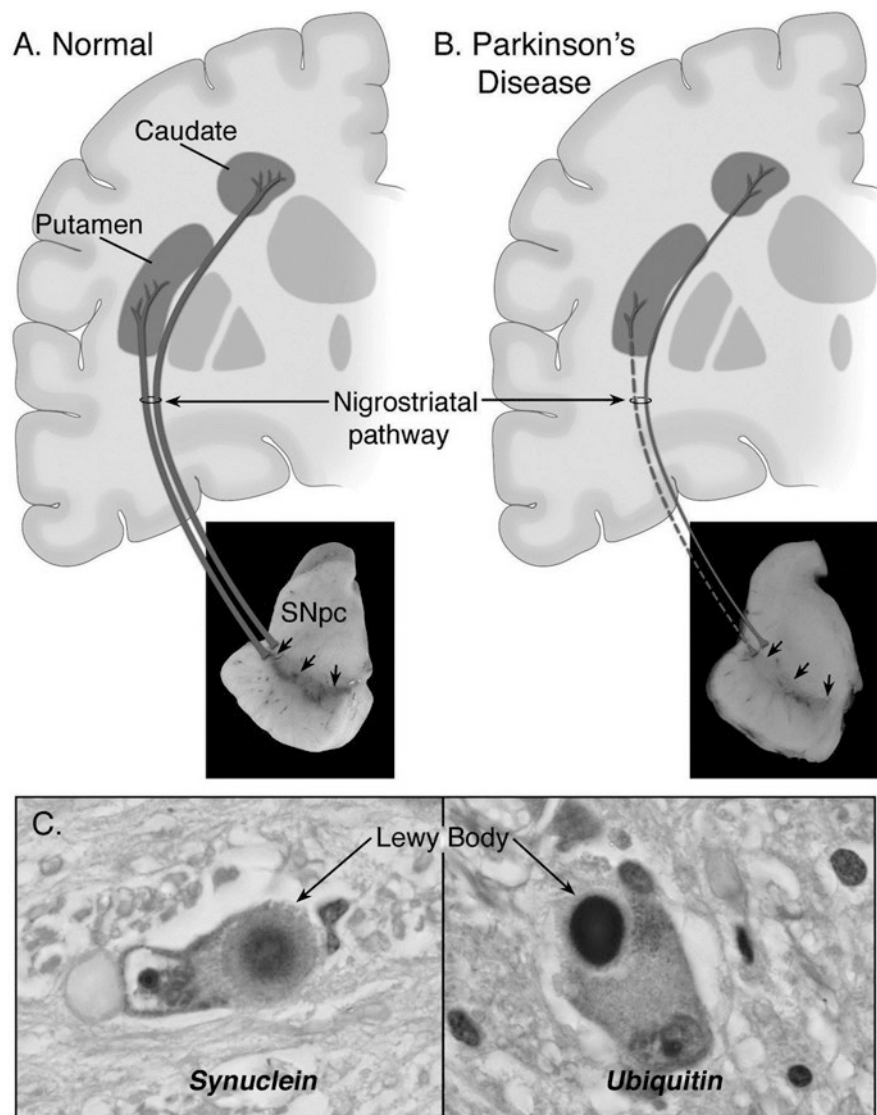 A. Normal
B. Parkinson's
Disease
Caudate
Putamen
Nigrostriatal
pathway
SNpc
C.
Lewy Body
Synuclein
Ubiquitin